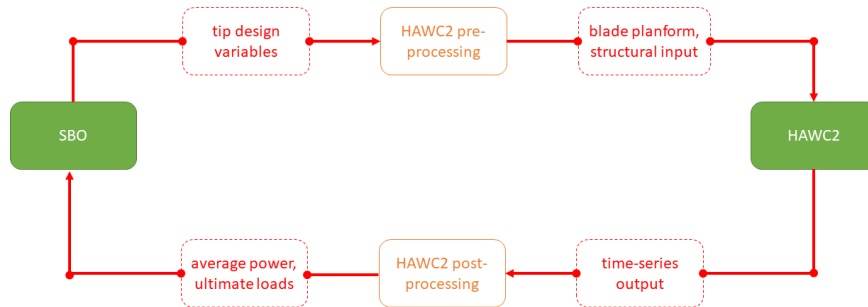 tip design
variables
HAWC2 pre-
processing
blade planform,
structural input
SBO
HAWC2
average power,
ultimate loads
HAWC2 post-
processing
time-series
output